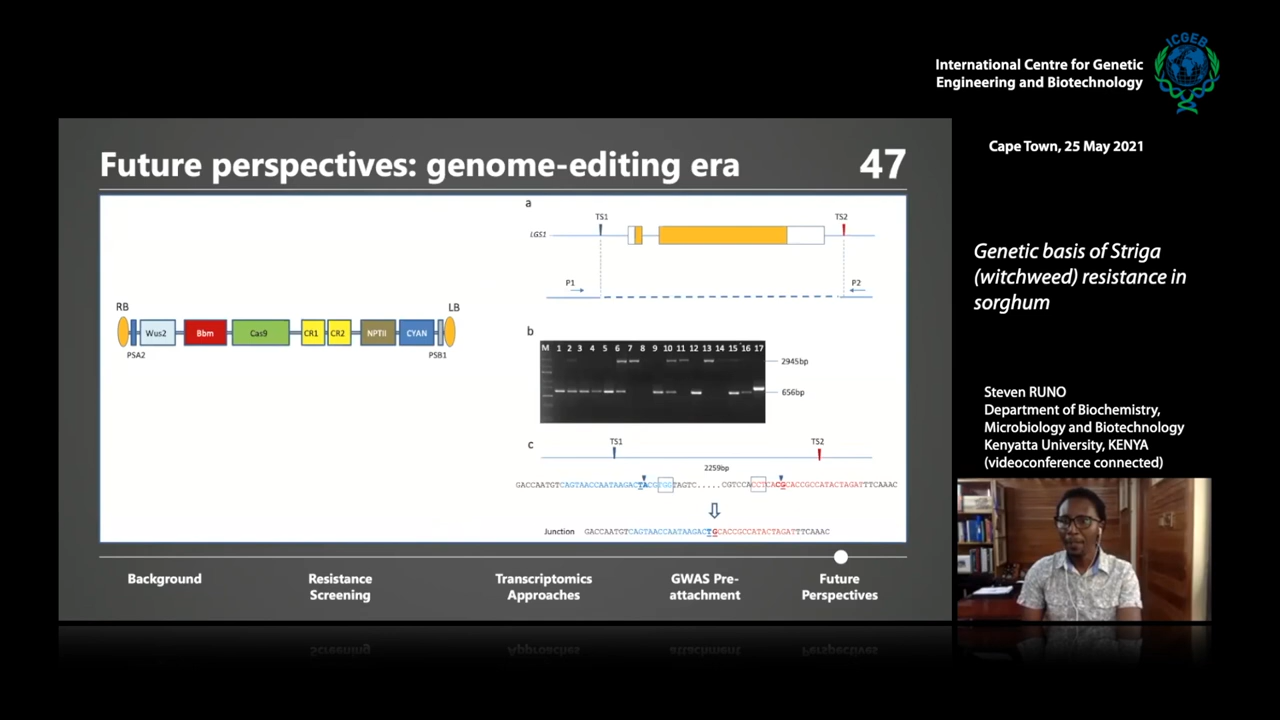 ICGEB
International Centre for Genetic
Engineering and Biotechnology
Cape Town, 25 May 2021
Future perspectives: genome-editing era
47
a
TS1
TS2
LGS1
P1
P2
RB
LB
Wus2
Bbm
Cas9
CR1
CR2
NPTII
CYAN
PSA2
PSB1
b
M 1 2 3 4 5 6 7 8 9 10 11 12 13 14 15 16 17
2945bp
656bp
c
TS1
TS2
2259bp
GACCAATGTCAGTAACCAATAAGACTACGTGGTAGTC.....CGTCCACCTCACGCACCGCCATACTAGATTTCAAAC
Junction GACCAATGTCAGTAACCAATAAGACTGCACCGCCATACTAGATTTCAAAC
Background
Resistance
Screening
Transcriptomics
Approaches
GWAS Pre-
attachment
Future
Perspectives
Genetic basis of Striga
(witchweed) resistance in
sorghum
Steven RUNO
Department of Biochemistry,
Microbiology and Biotechnology
Kenyatta University, KENYA
(videoconference connected)